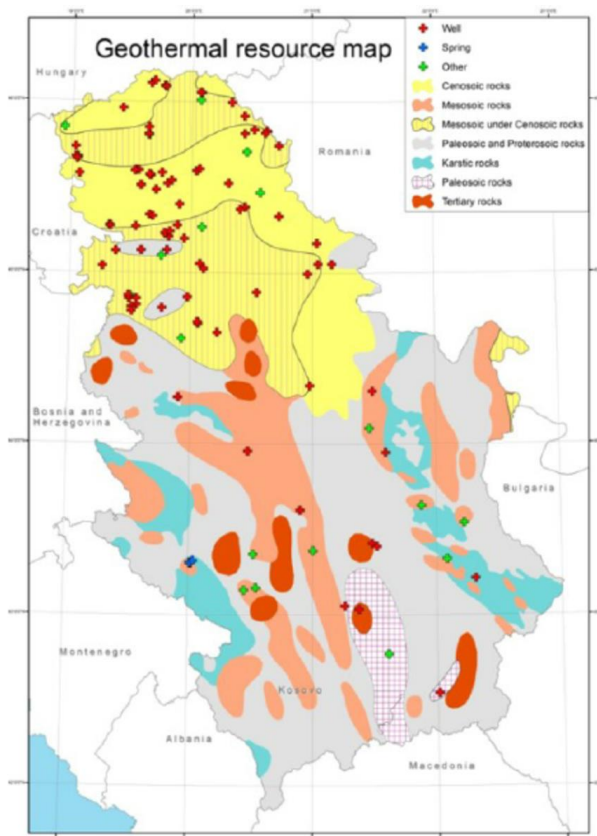 Geothermal resource map
Well
Spring
Other
Cenosoic rocks
Mesosoic rocks
Mesosoic under Cenosoic rocks
Paleosoic and Proterosoic rocks
Karstic rocks
Paleosoic rocks
Tertiary rocks
Hungary
Romania
Croatia
Bosnia and
Herzegovina
Bulgaria
Montenegro
Kosovo
Albania
Macedonia